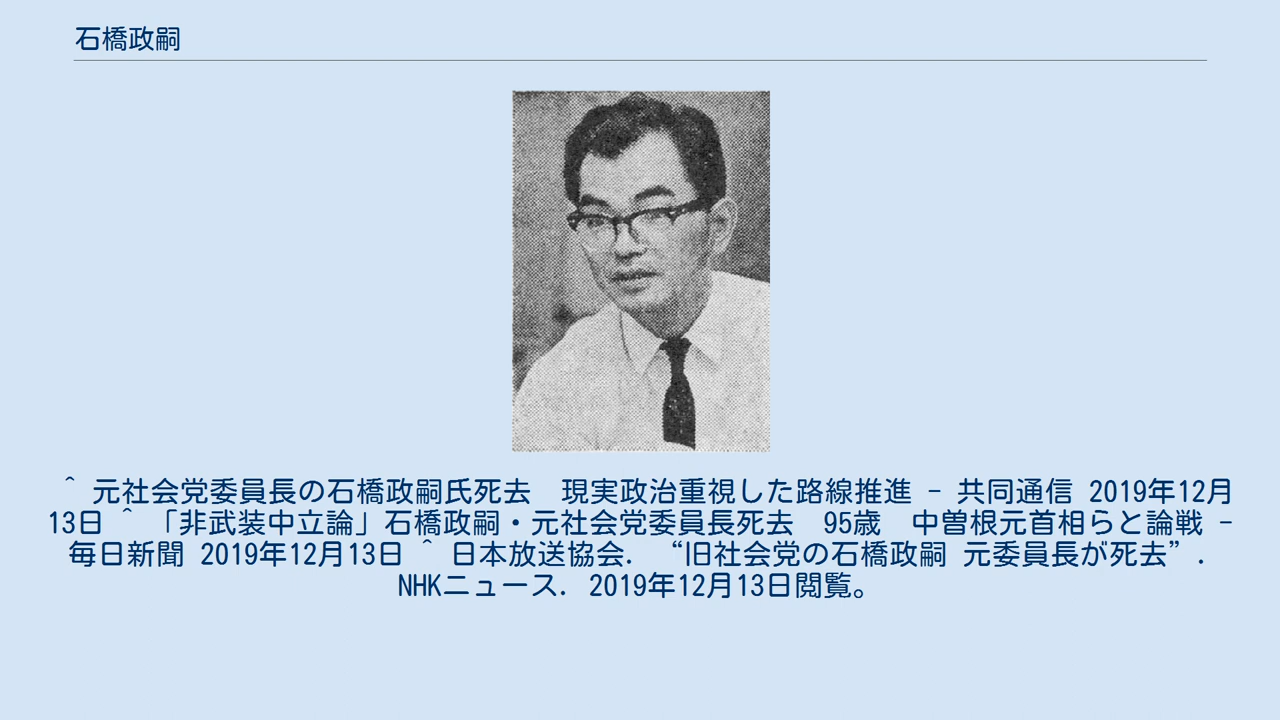 石橋政嗣
^ 元社会党委員長の石橋政嗣氏死去　現実政治重視した路線推進 - 共同通信 2019年12月
13日 ^ 「非武装中立論」石橋政嗣・元社会党委員長死去　95歳　中曽根元首相らと論戦 -
毎日新聞 2019年12月13日 ^ 日本放送協会. “旧社会党の石橋政嗣 元委員長が死去”.
NHKニュース. 2019年12月13日閲覧。